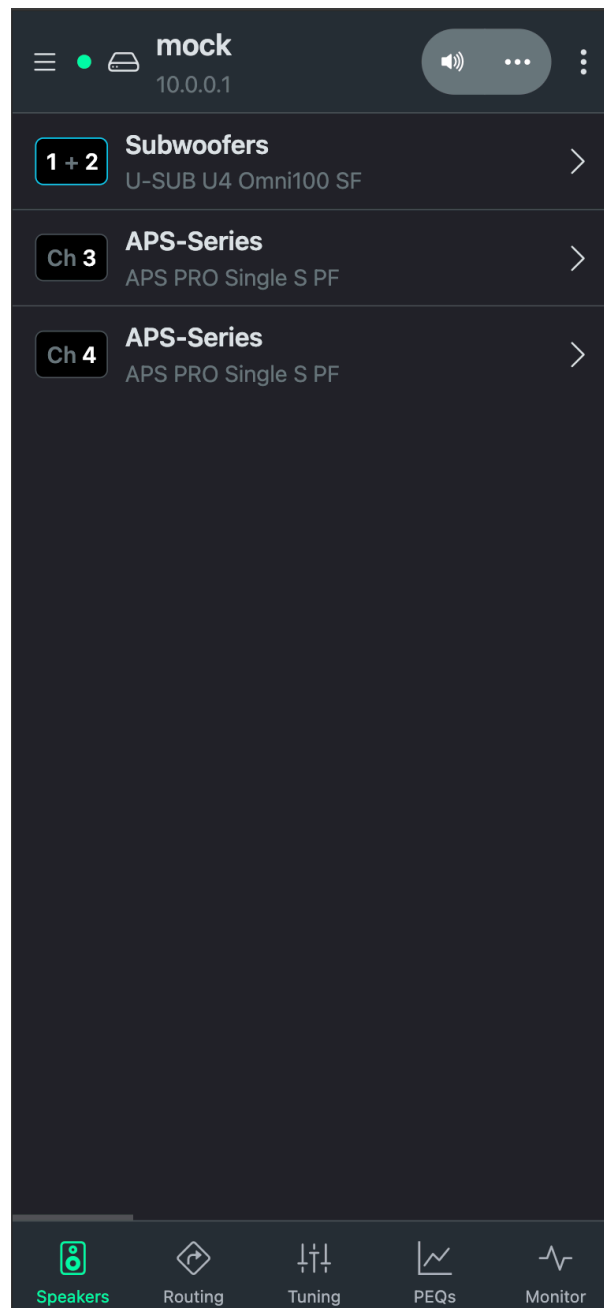 mock
10.0.0.1
1 + 2
Subwoofers
U-SUB U4 Omni100 SF
Ch 3
APS-Series
APS PRO Single S PF
Ch 4
APS-Series
APS PRO Single S PF
Speakers
Routing
Tuning
PEQs
Monitor